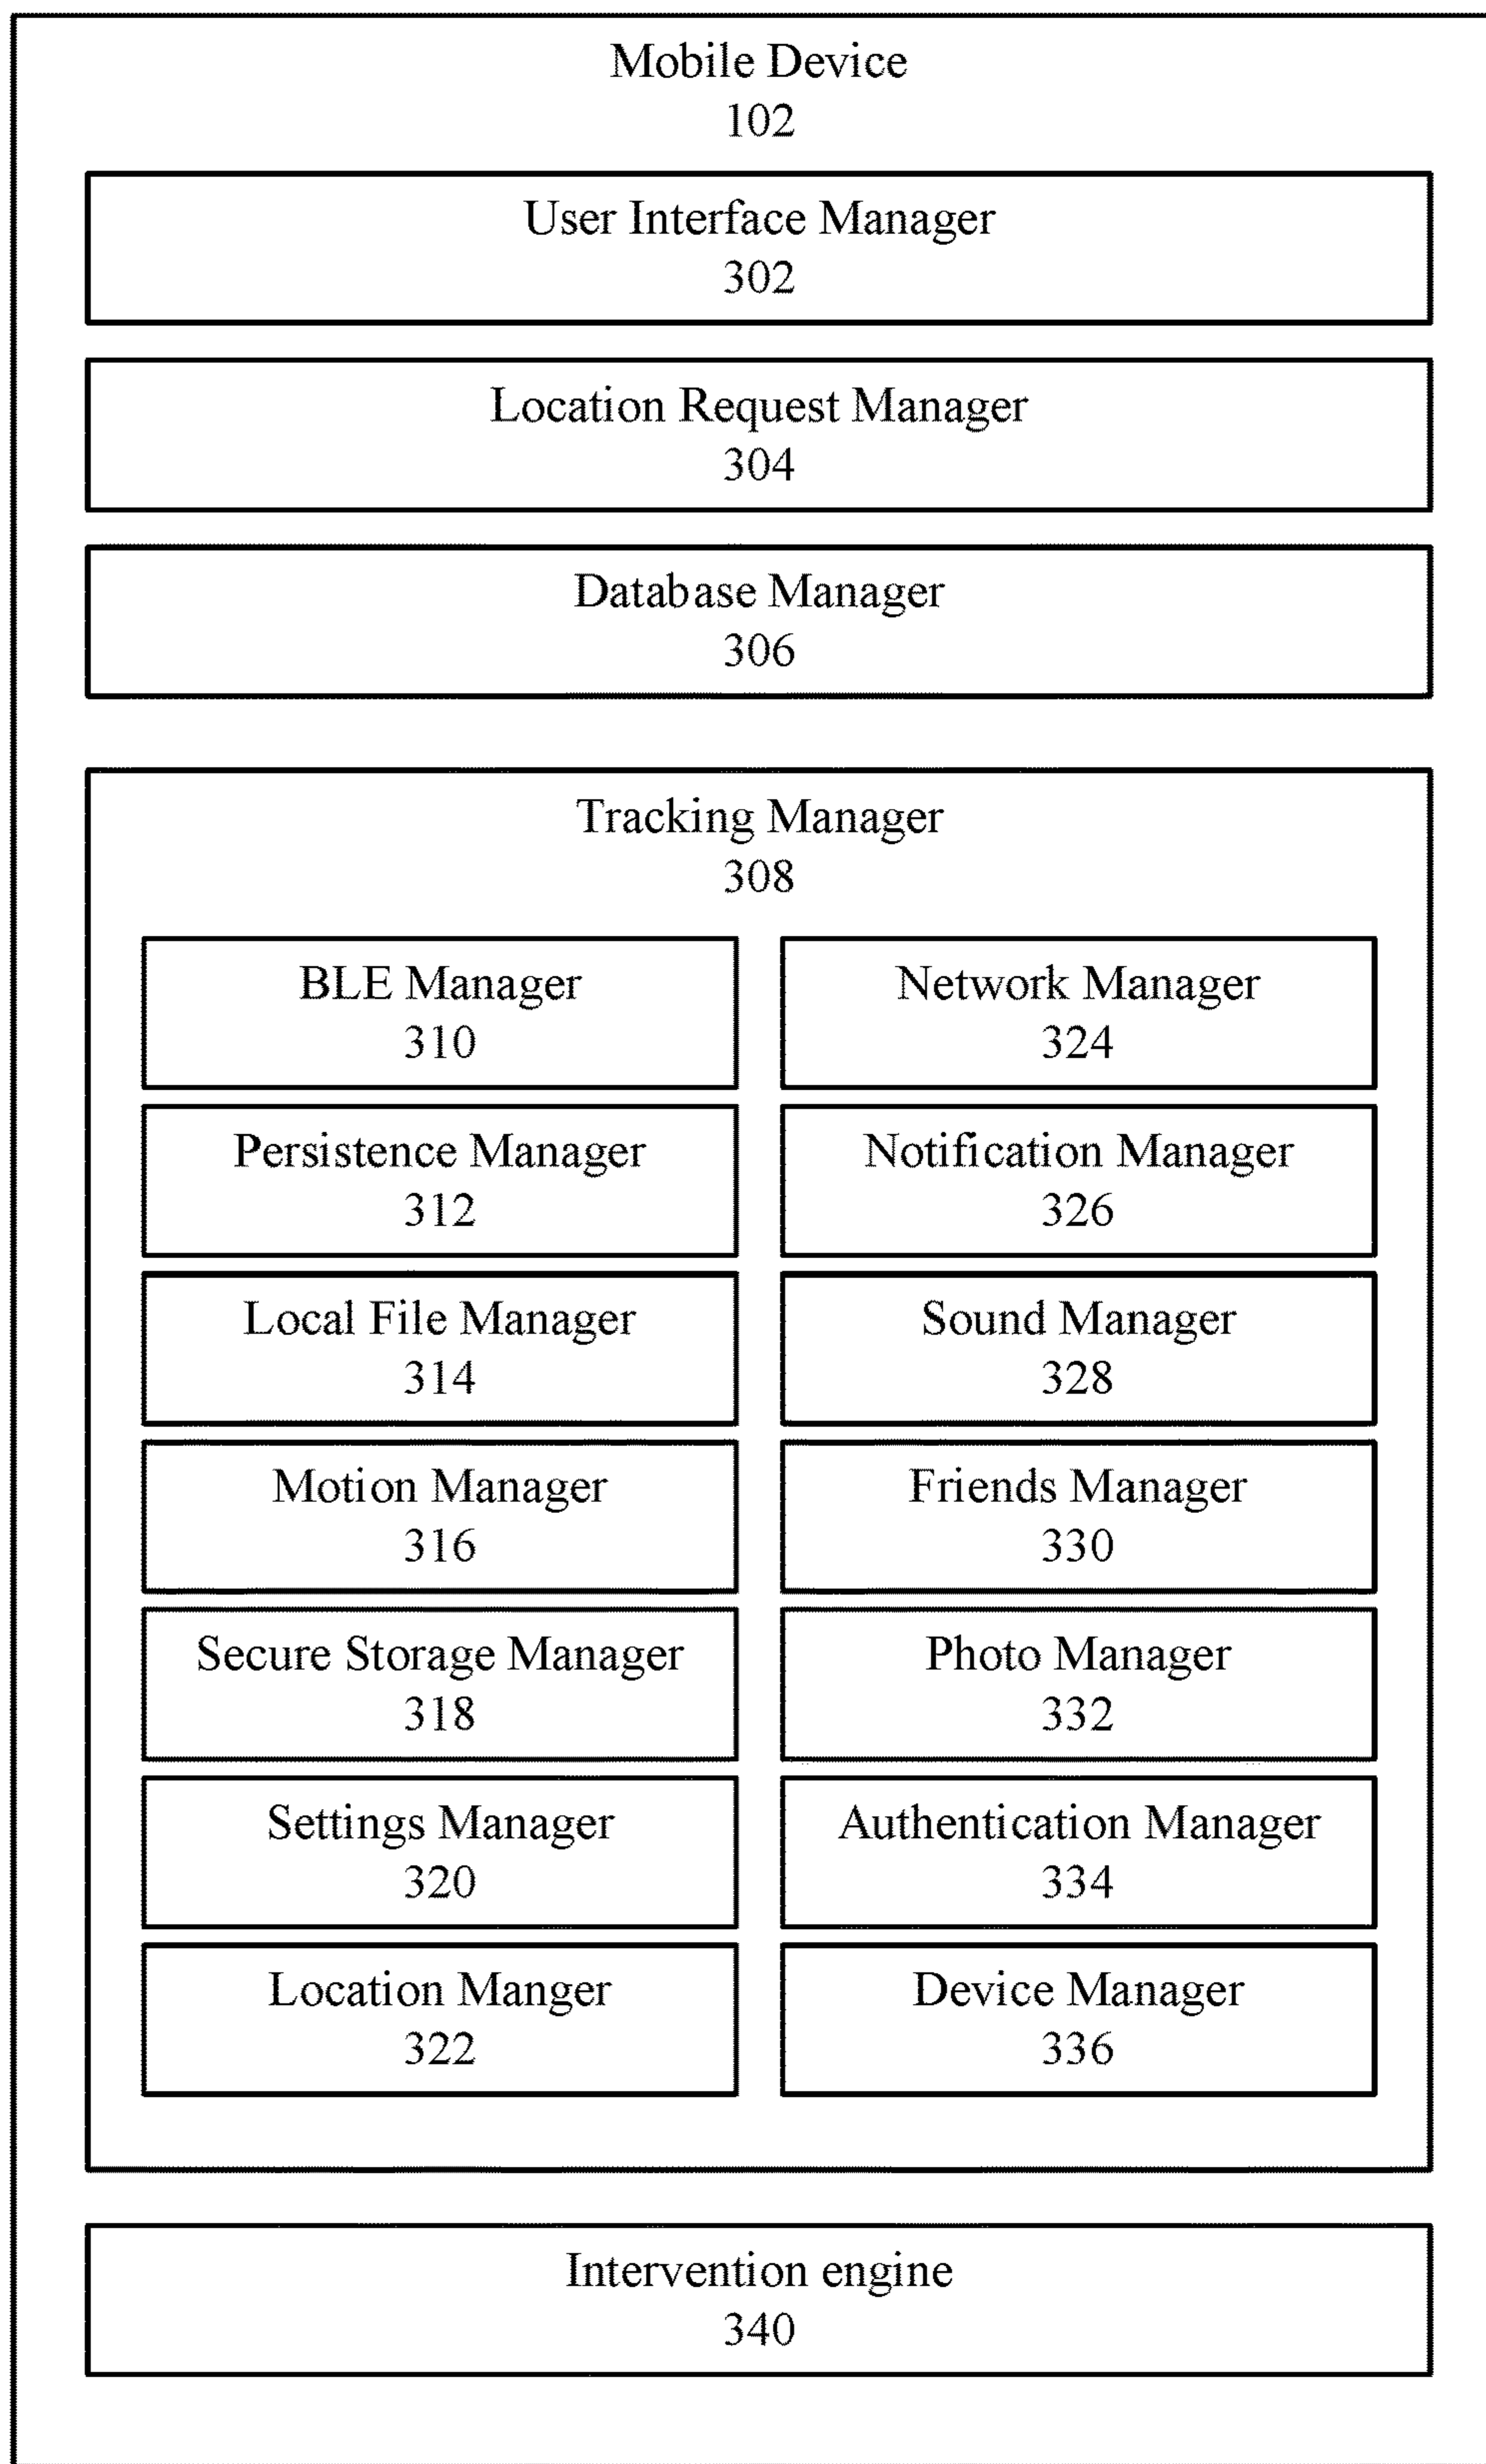 Mobile Device
102
User Interface Manager
302
Location Request Manager
304
Database Manager
306
Tracking Manager
308
BLE Manager
310
Network Manager
324
Persistence Manager
312
Notification Manager
326
Local File Manager
314
Sound Manager
328
Motion Manager
316
Friends Manager
330
Secure Storage Manager
318
Photo Manager
332
Settings Manager
320
Authentication Manager
334
Location Manger
322
Device Manager
336
Intervention engine
340